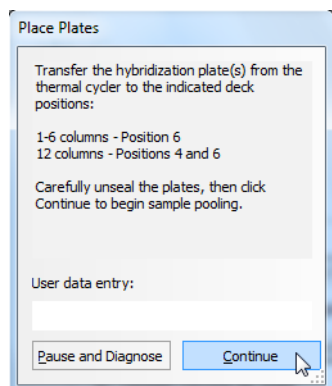 Place Plates
Transfer the hybridization plate(s) from the
thermal cycler to the indicated deck
positions:
1-6 columns - Position 6
12 columns - Positions 4 and 6
Carefully unseal the plates, then click
Continue to begin sample pooling.
User data entry:
Pause and Diagnose
Continue